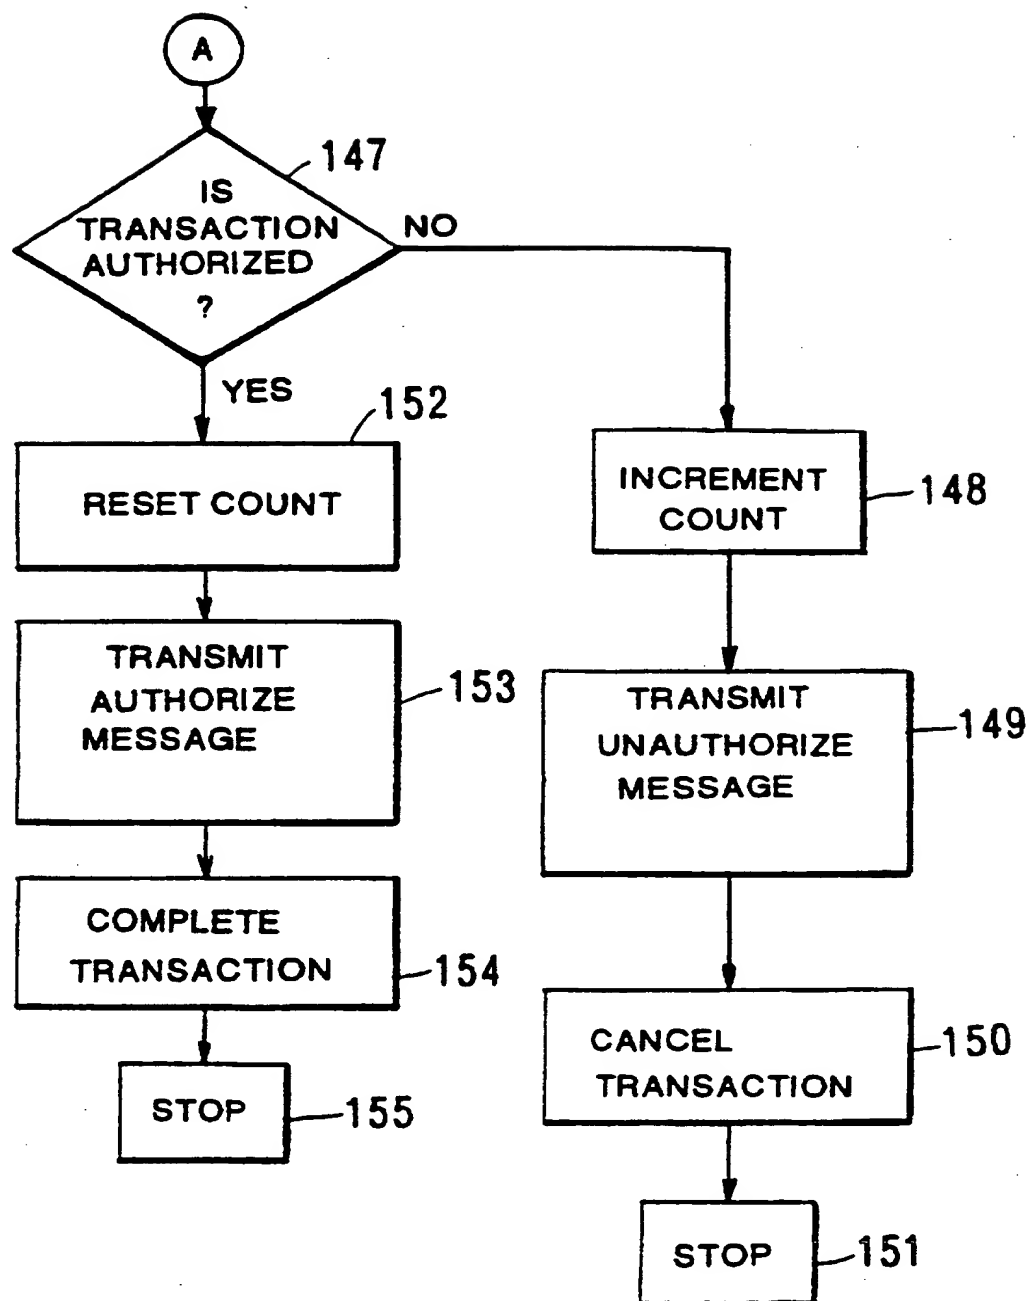 A
147
IS
TRANSACTION
AUTHORIZED
?
NO
YES
152
RESET COUNT
INCREMENT
COUNT
148
TRANSMIT
AUTHORIZE
MESSAGE
153
TRANSMIT
UNAUTHORIZE
MESSAGE
149
COMPLETE
TRANSACTION
154
CANCEL
TRANSACTION
150
STOP
155
STOP
151